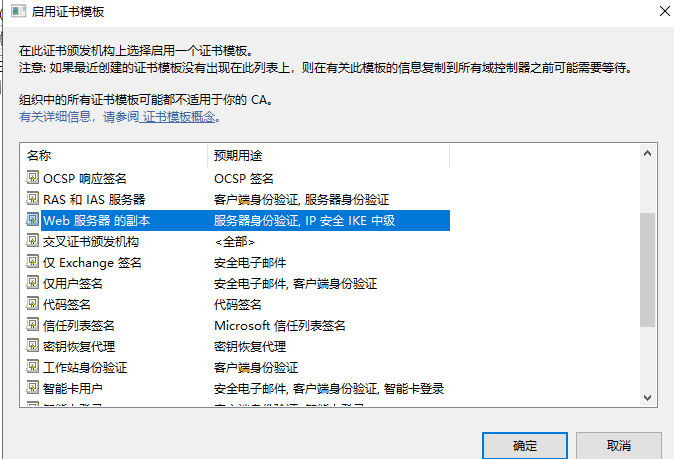 启用证书模板
在此证书颁发机构上选择启用一个证书模板。
注意: 如果最近创建的证书模板没有出现在此列表上，则在有关此模板的信息复制到所有域控制器之前可能需要等待。
组织中的所有证书模板可能都不适用于你的 CA。
有关详细信息，请参阅 证书模板概念。
名称 预期用途
OCSP 响应签名 OCSP 签名
RAS 和 IAS 服务器 客户端身份验证, 服务器身份验证
Web 服务器 的副本 服务器身份验证, IP 安全 IKE 中级
交叉证书颁发机构 <全部>
仅 Exchange 签名 安全电子邮件
仅用户签名 安全电子邮件, 客户端身份验证
代码签名 代码签名
信任列表签名 Microsoft 信任列表签名
密钥恢复代理 密钥恢复代理
工作站身份验证 客户端身份验证
智能卡用户 安全电子邮件, 客户端身份验证, 智能卡登录
确定 取消